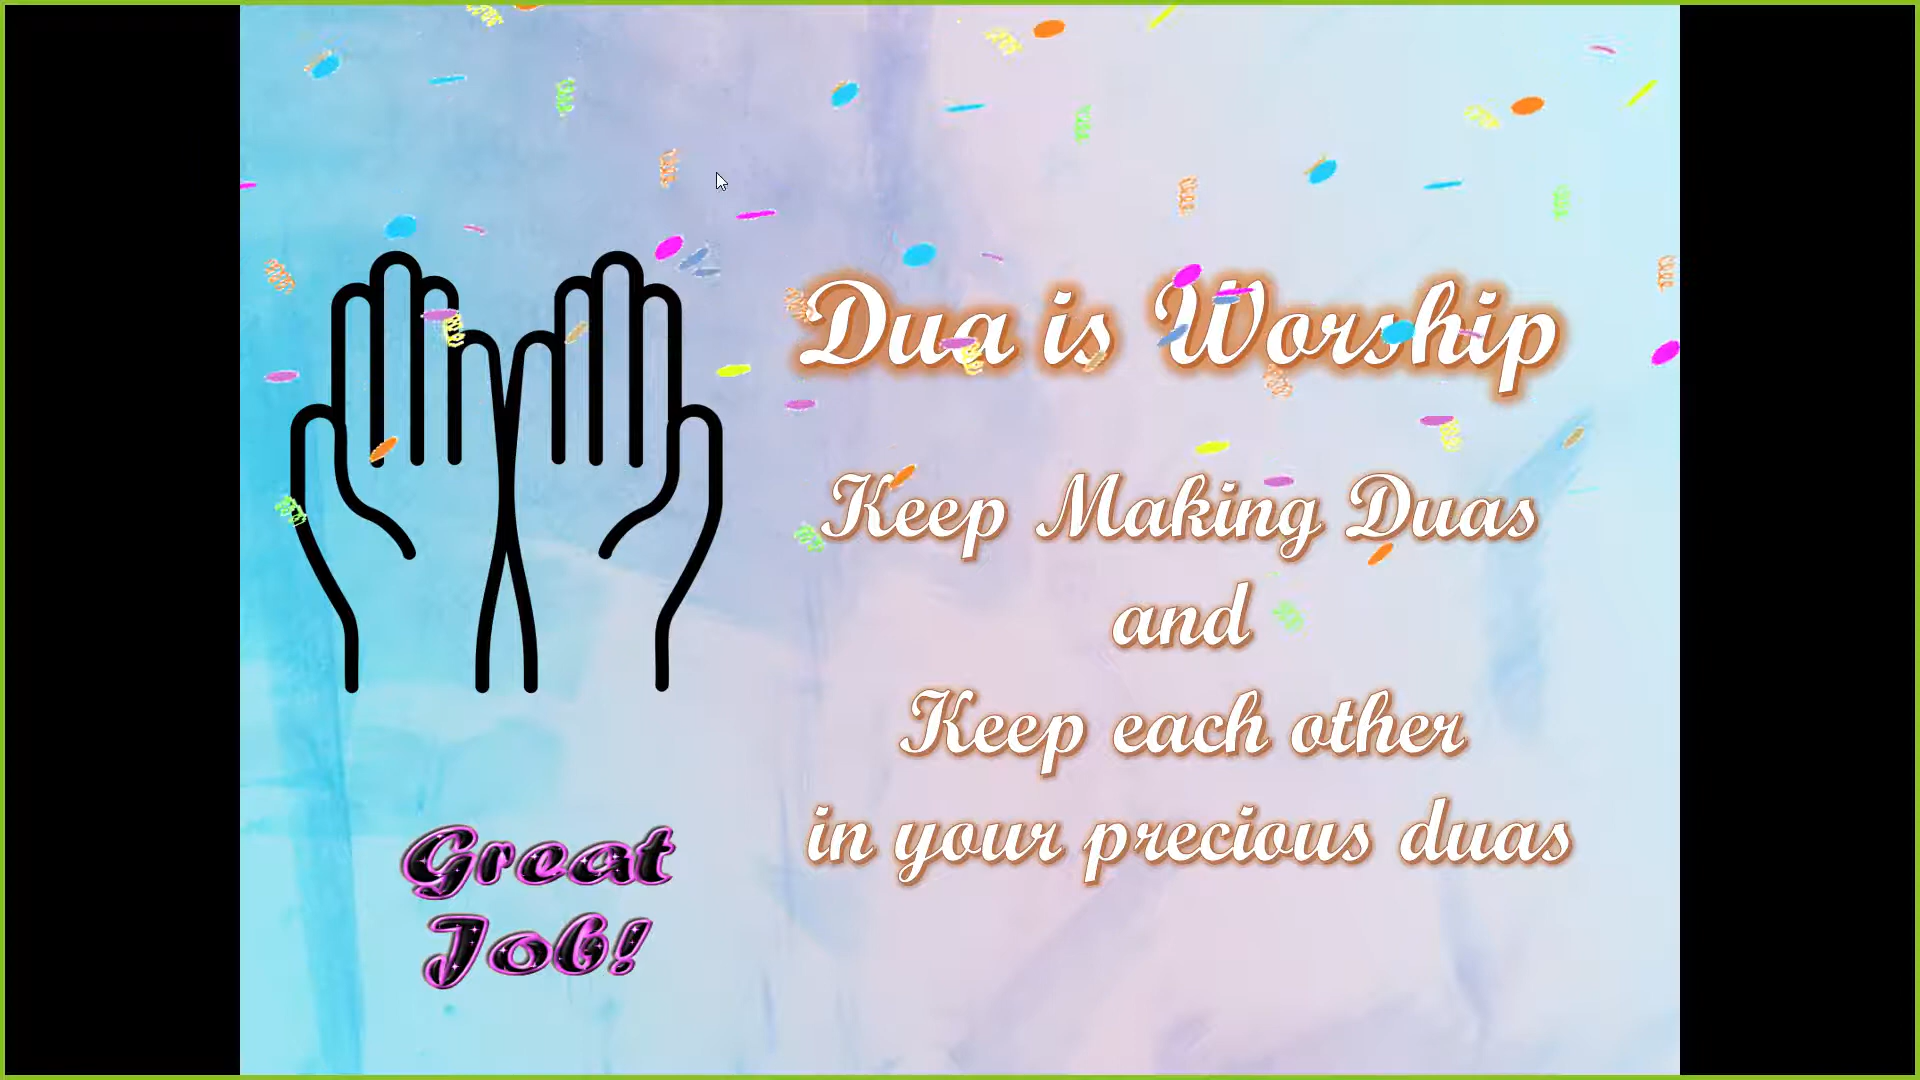 Dua is Worship
Keep Making Duas
and
Keep each other
in your precious duas
Great
Job!